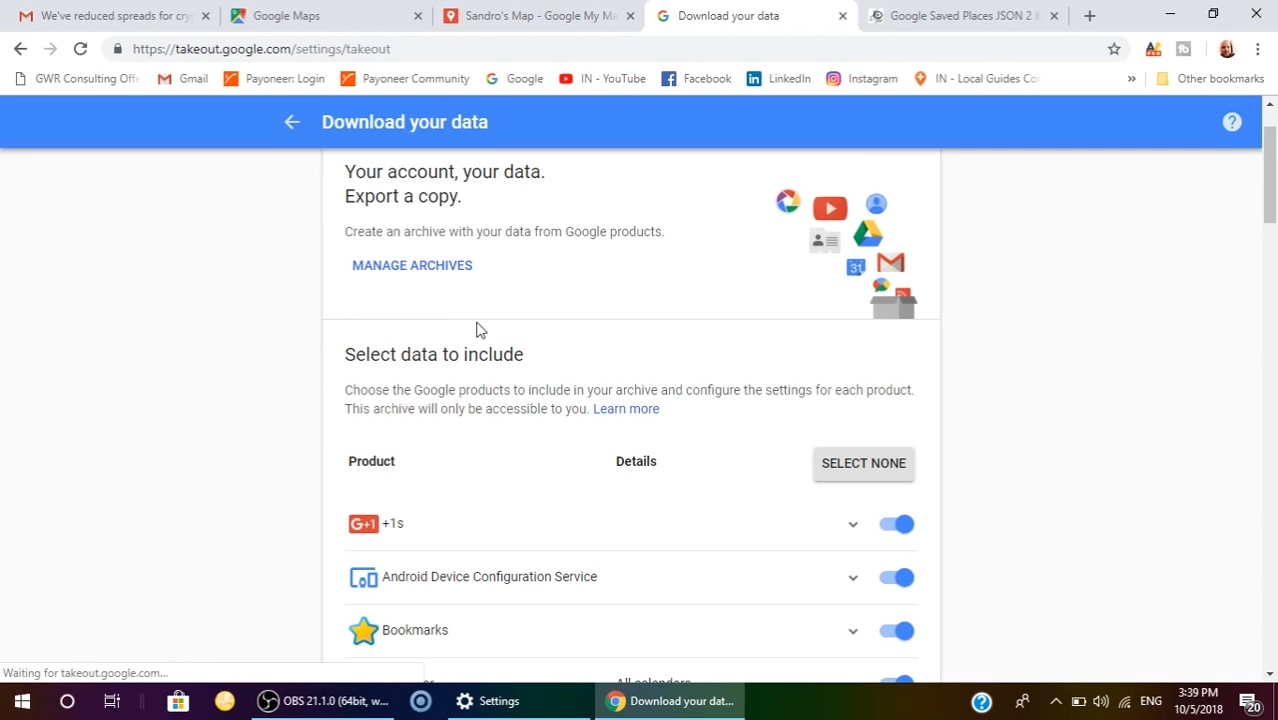 We've reduced spreads for cry
Google Maps
Sandro's Map - Google My Ma
Download your data
Google Saved Places JSON 2 K
https://takeout.google.com/settings/takeout
GWR Consulting Offe
Gmail
Payoneer: Login
Payoneer Community
Google
IN - YouTube
Facebook
LinkedIn
Instagram
IN - Local Guides Co
Other bookmarks
Download your data
Your account, your data.
Export a copy.
Create an archive with your data from Google products.
MANAGE ARCHIVES
31
Select data to include
Choose the Google products to include in your archive and configure the settings for each product.
This archive will only be accessible to you. Learn more
Product
Details
SELECT NONE
G+1
+1s
Android Device Configuration Service
Bookmarks
All calendars
Waiting for takeout.google.com...
OBS 21.1.0 (64bit, w...
Settings
Download your dat...
ENG
3:39 PM
10/5/2018
20